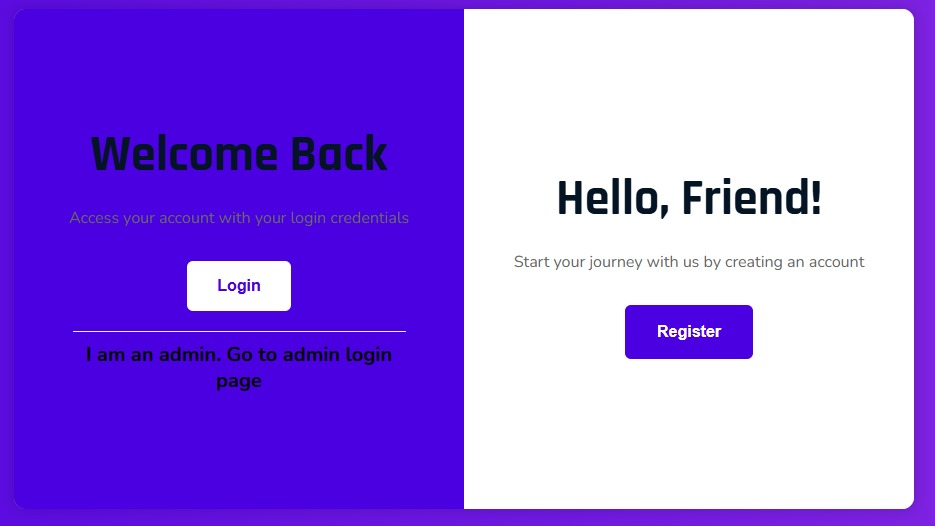 Welcome Back
Access your account with your login credentials
Login
I am an admin. Go to admin login
page
Hello, Friend!
Start your journey with us by creating an account
Register